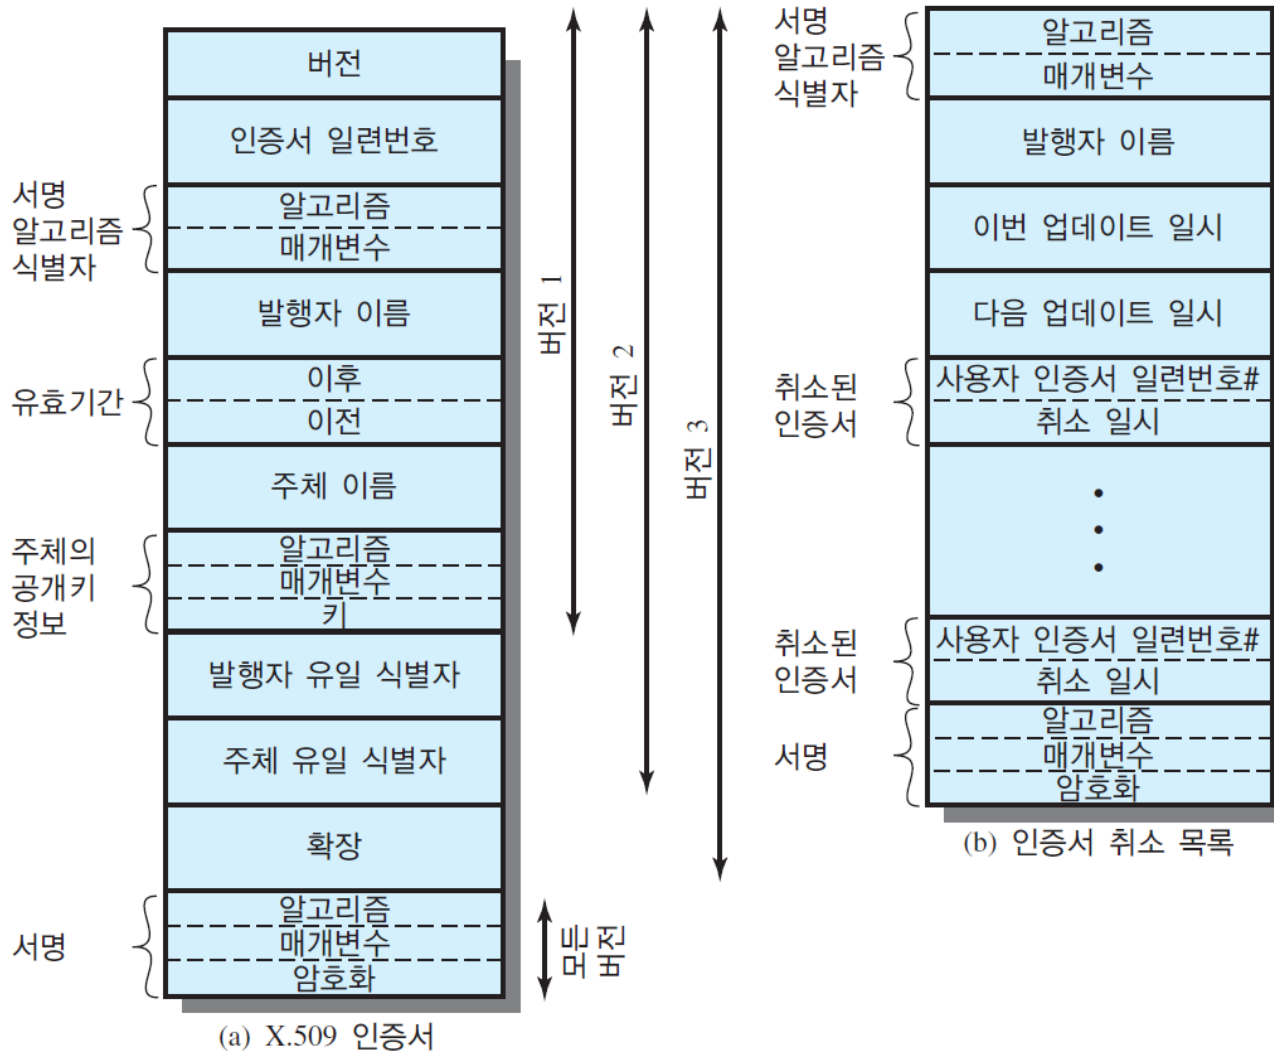 버전
인증서 일련번호
서명
알고리즘
식별자
알고리즘
매개변수
발행자 이름
유효기간
이후
이전
주체 이름
주체의
공개키
정보
알고리즘
매개변수
키
발행자 유일 식별자
주체 유일 식별자
확장
서명
알고리즘
매개변수
암호화
(a) X.509 인증서
버전 1
버전 2
버전 3
모든
버전
서명
알고리즘
식별자
알고리즘
매개변수
발행자 이름
이번 업데이트 일시
다음 업데이트 일시
취소된
인증서
사용자 인증서 일련번호#
취소 일시
취소된
인증서
사용자 인증서 일련번호#
취소 일시
서명
알고리즘
매개변수
암호화
(b) 인증서 취소 목록